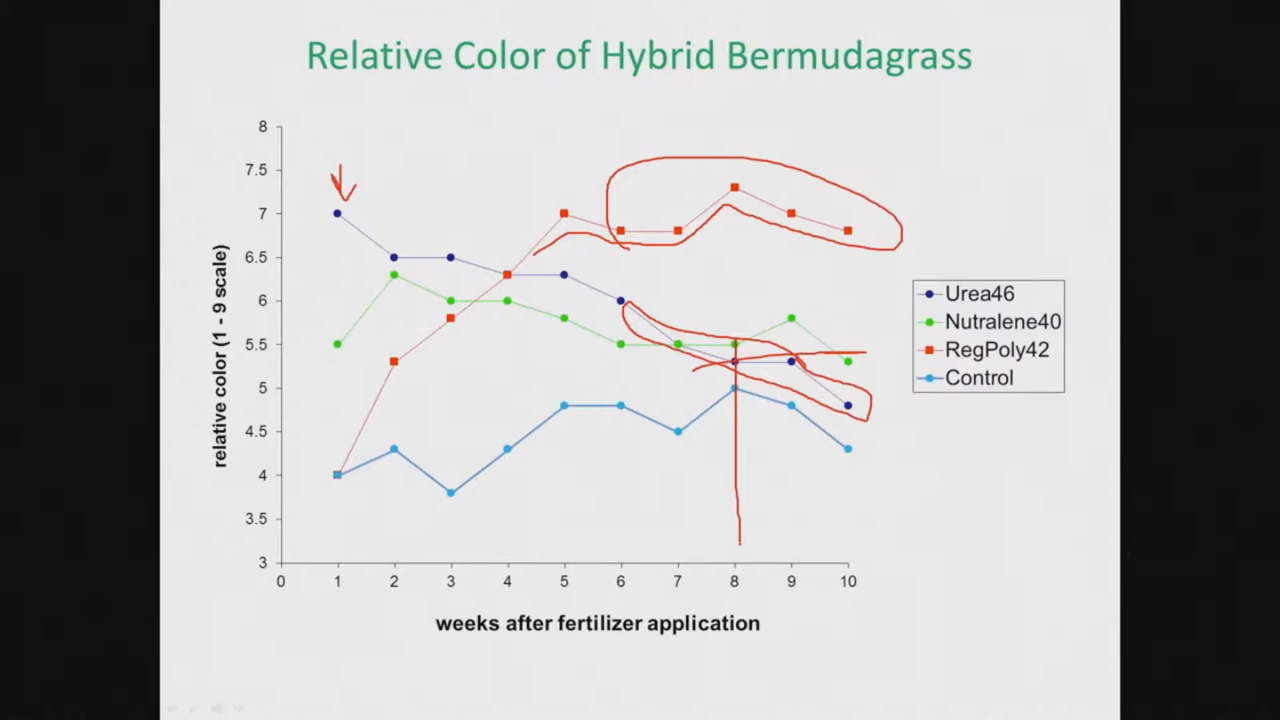 Relative Color of Hybrid Bermudagrass
8
7.5
7
6.5
6
5.5
5
4.5
4
3.5
3
relative color (1 - 9 scale)
0 1 2 3 4 5 6 7 8 9 10
weeks after fertilizer application
Urea46
Nutralene40
RegPoly42
Control